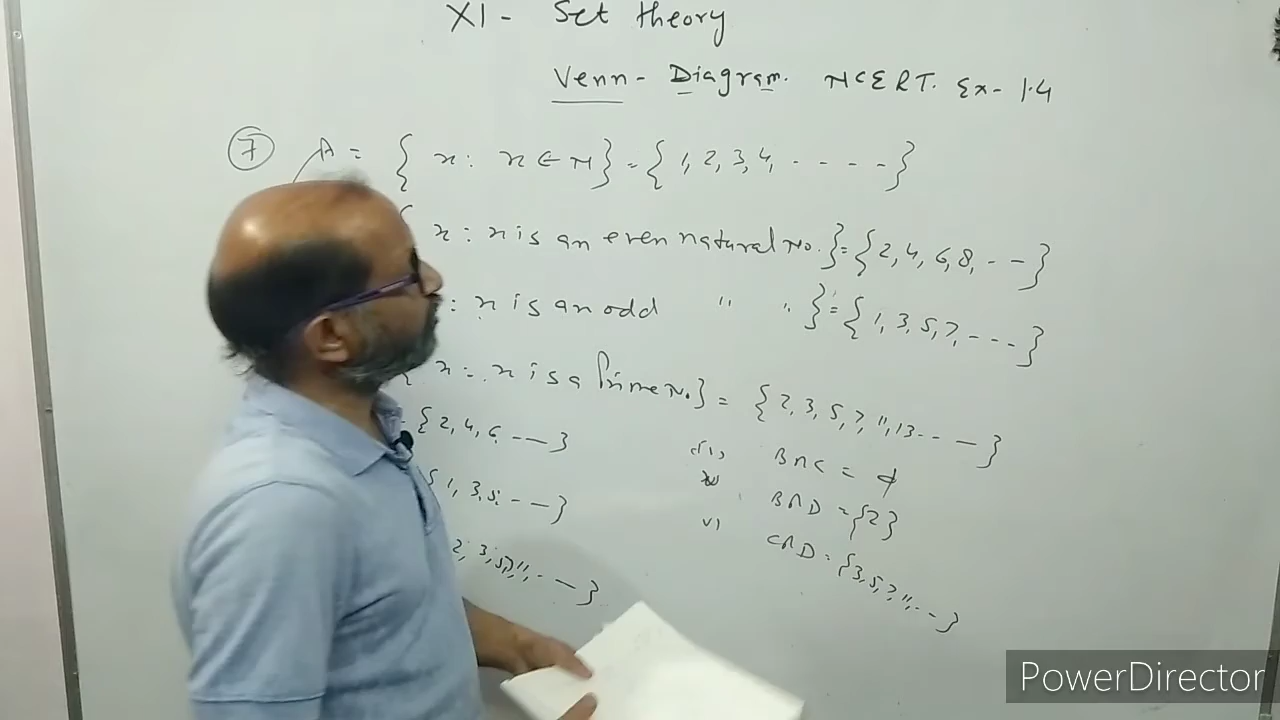 XI - Set theory
Venn - Diagram. NCERT. Ex - 1.4
7 A = { x : x ∈ N } = { 1, 2, 3, 4, - - - - - }
{ x : x is an even natural No. } = { 2, 4, 6, 8, - - - }
: x is an odd " " } = { 1, 3, 5, 7, - - - - }
{ x : x is a Prime No. } = { 2, 3, 5, 7, 11, 13 - - - }
{ 2, 4, 6 - - - }
{ 1, 3, 5, - - - }
2, 3, 5, 7, 11, - - - }
B ∩ C = ϕ
B ∩ D = { 2 }
v) C ∩ D = { 3, 5, 7, 11, - - - }
PowerDirector